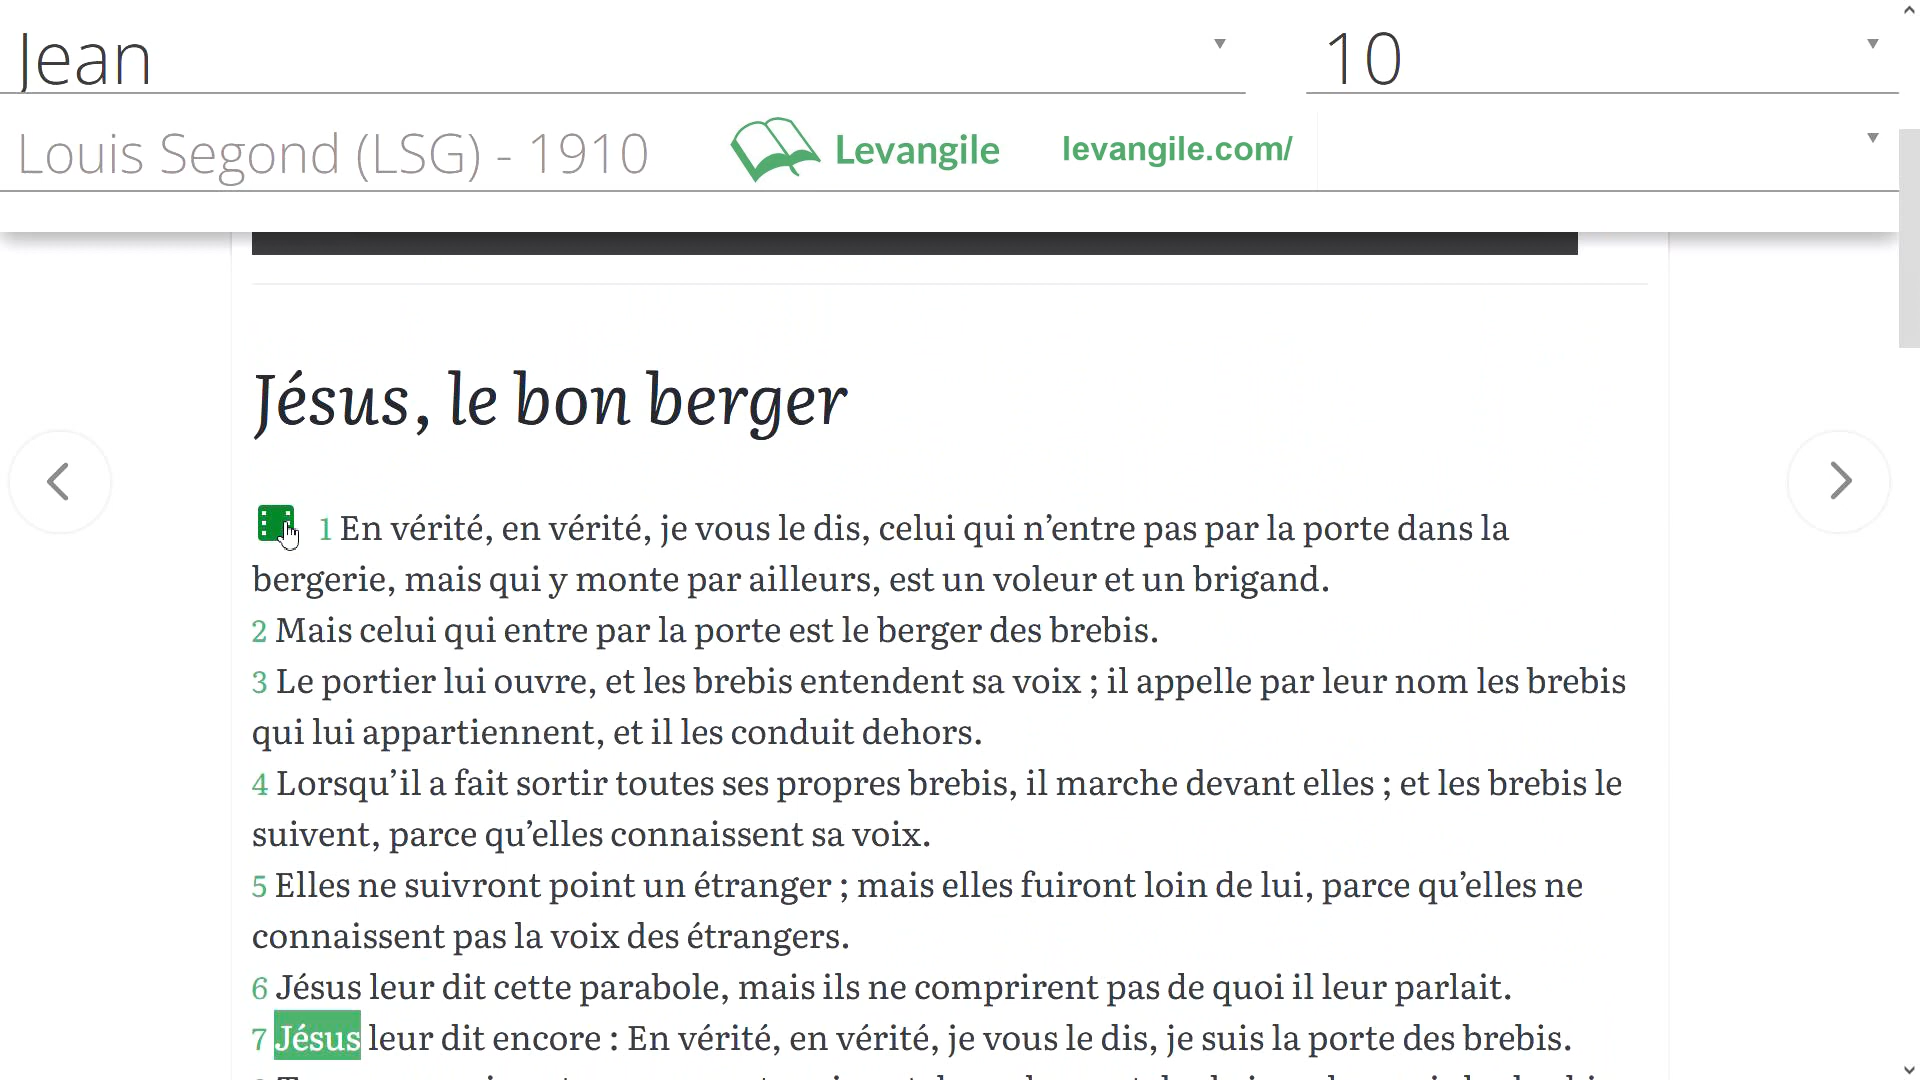 Jean
10
Louis Segond (LSG) - 1910
Levangile
levangile.com/
Jésus, le bon berger
1 En vérité, en vérité, je vous le dis, celui qui n’entre pas par la porte dans la
bergerie, mais qui y monte par ailleurs, est un voleur et un brigand.
2 Mais celui qui entre par la porte est le berger des brebis.
3 Le portier lui ouvre, et les brebis entendent sa voix ; il appelle par leur nom les brebis
qui lui appartiennent, et il les conduit dehors.
4 Lorsqu’il a fait sortir toutes ses propres brebis, il marche devant elles ; et les brebis le
suivent, parce qu’elles connaissent sa voix.
5 Elles ne suivront point un étranger ; mais elles fuiront loin de lui, parce qu’elles ne
connaissent pas la voix des étrangers.
6 Jésus leur dit cette parabole, mais ils ne comprirent pas de quoi il leur parlait.
7 Jésus leur dit encore : En vérité, en vérité, je vous le dis, je suis la porte des brebis.